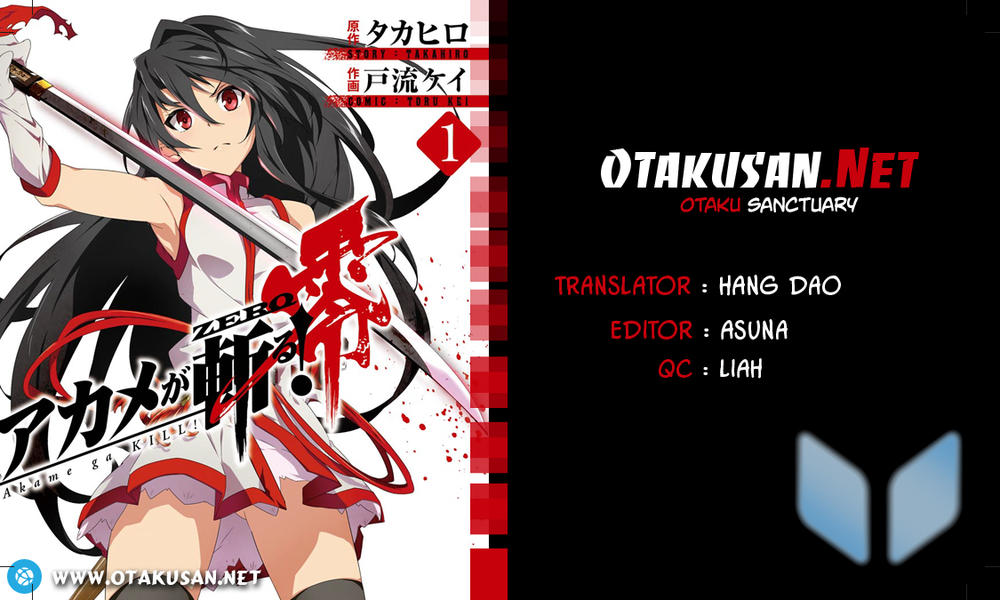 原作 タカヒロ
STORY : TAKAHIRO
作画 戸流ケイ
COMIC : TORU KEI
1
零
ZERO
アカメが斬る!
Akame ga KILL!
WWW.OTAKUSAN.NET
OTAKUSAN.NET
OTAKU SANCTUARY
TRANSLATOR : HANG DAO
EDITOR : ASUNA
QC : LIAH